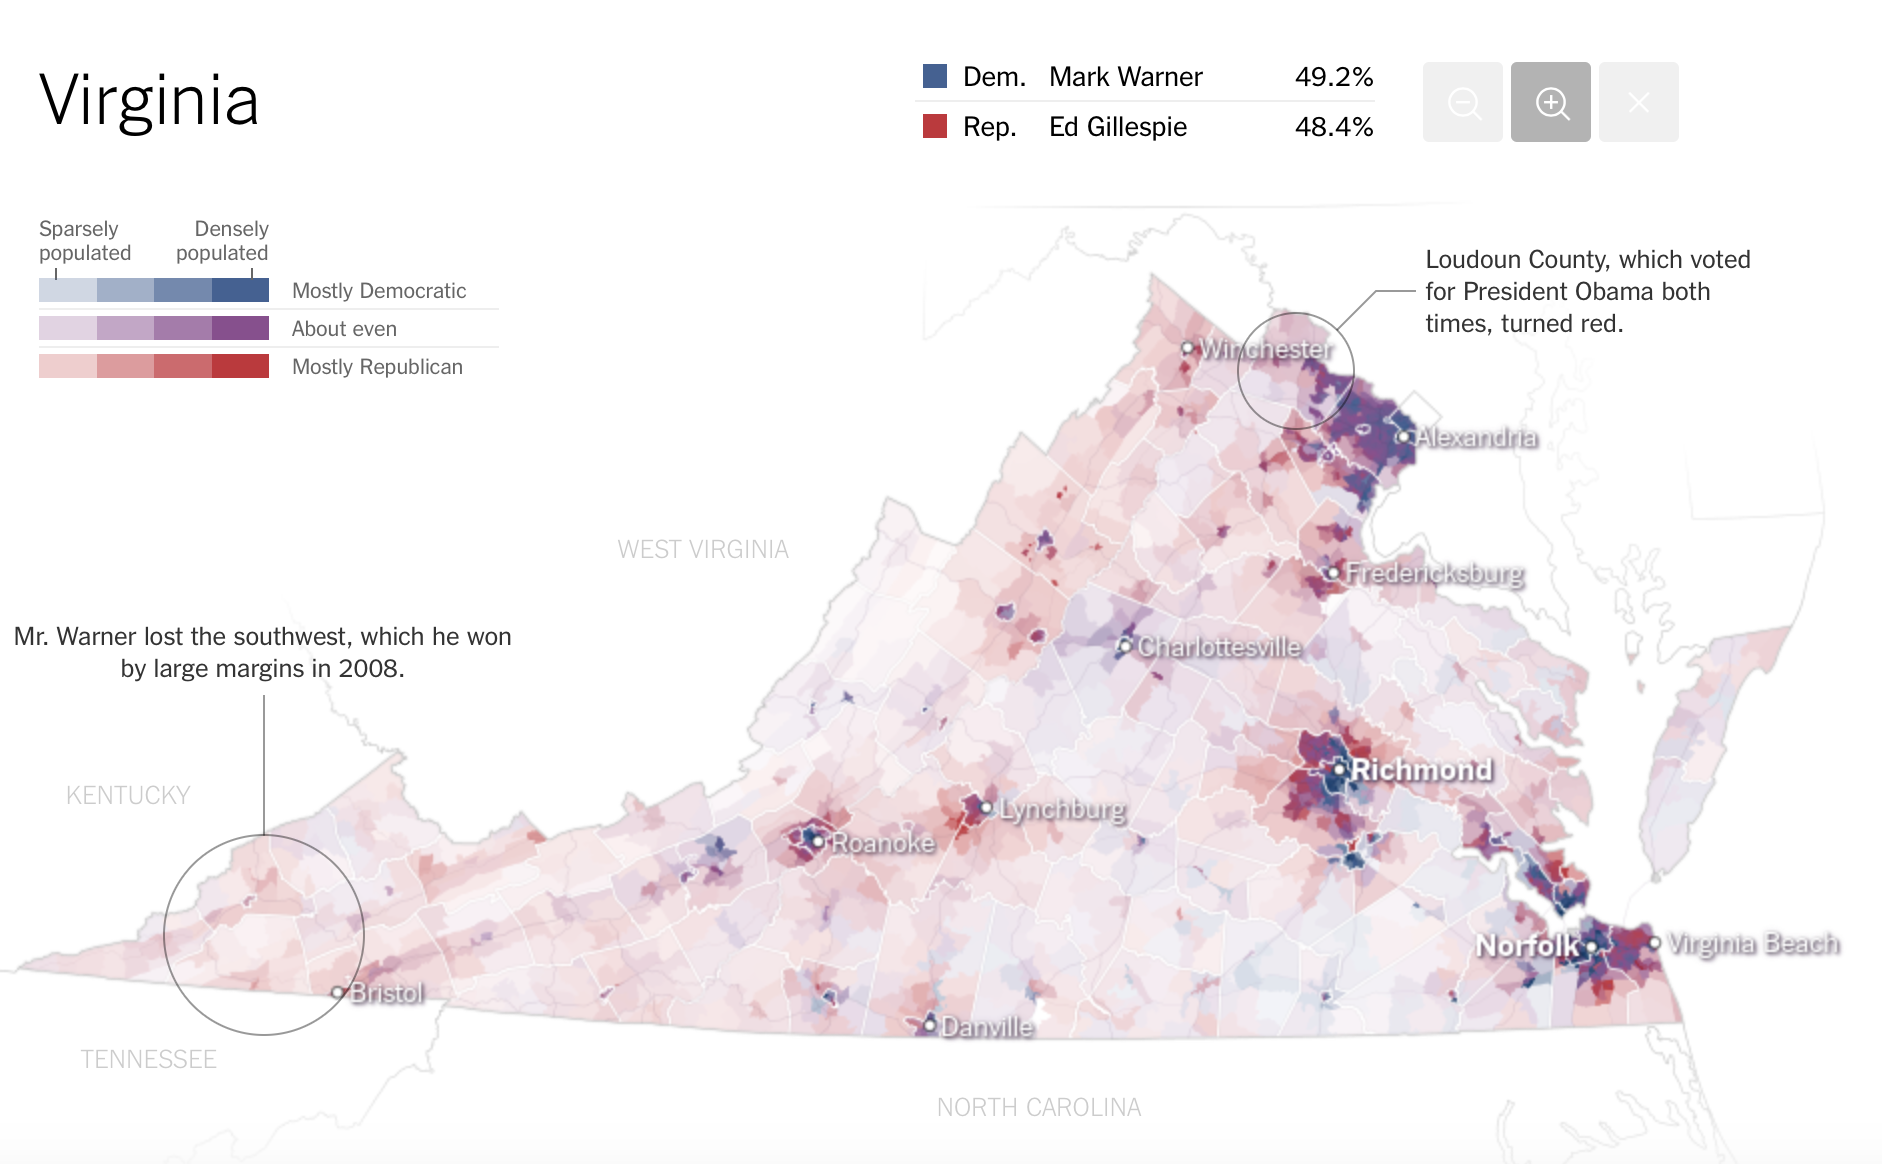 Virginia
Dem. Mark Warner 49.2%
Rep. Ed Gillespie 48.4%
Sparsely
populated
Densely
populated
Mostly Democratic
About even
Mostly Republican
Loudoun County, which voted
for President Obama both
times, turned red.
Winchester
Alexandria
WEST VIRGINIA
Fredericksburg
Mr. Warner lost the southwest, which he won
by large margins in 2008.
Charlottesville
KENTUCKY
Richmond
Lynchburg
Roanoke
Norfolk
Virginia Beach
Bristol
Danville
TENNESSEE
NORTH CAROLINA